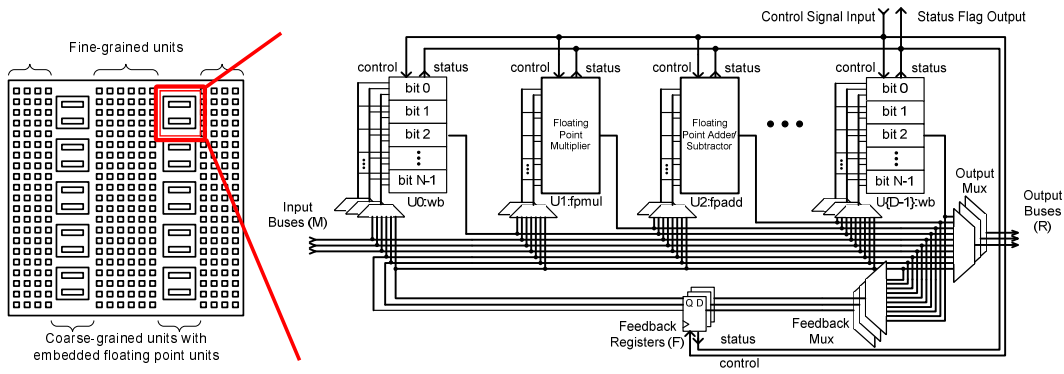 Fine-grained units
Coarse-grained units with
embedded floating point units
Control Signal Input
Status Flag Output
control
status
bit 0
bit 1
bit 2
bit N-1
U0:wb
control
status
Floating
Point
Multiplier
U1:fpmul
control
status
Floating
Point Adder/
Subtractor
U2:fpadd
control
status
bit 0
bit 1
bit 2
bit N-1
U{D-1}:wb
Input
Buses (M)
Output
Mux
Output
Buses
(R)
Q D
Feedback
Registers (F)
status
control
Feedback
Mux